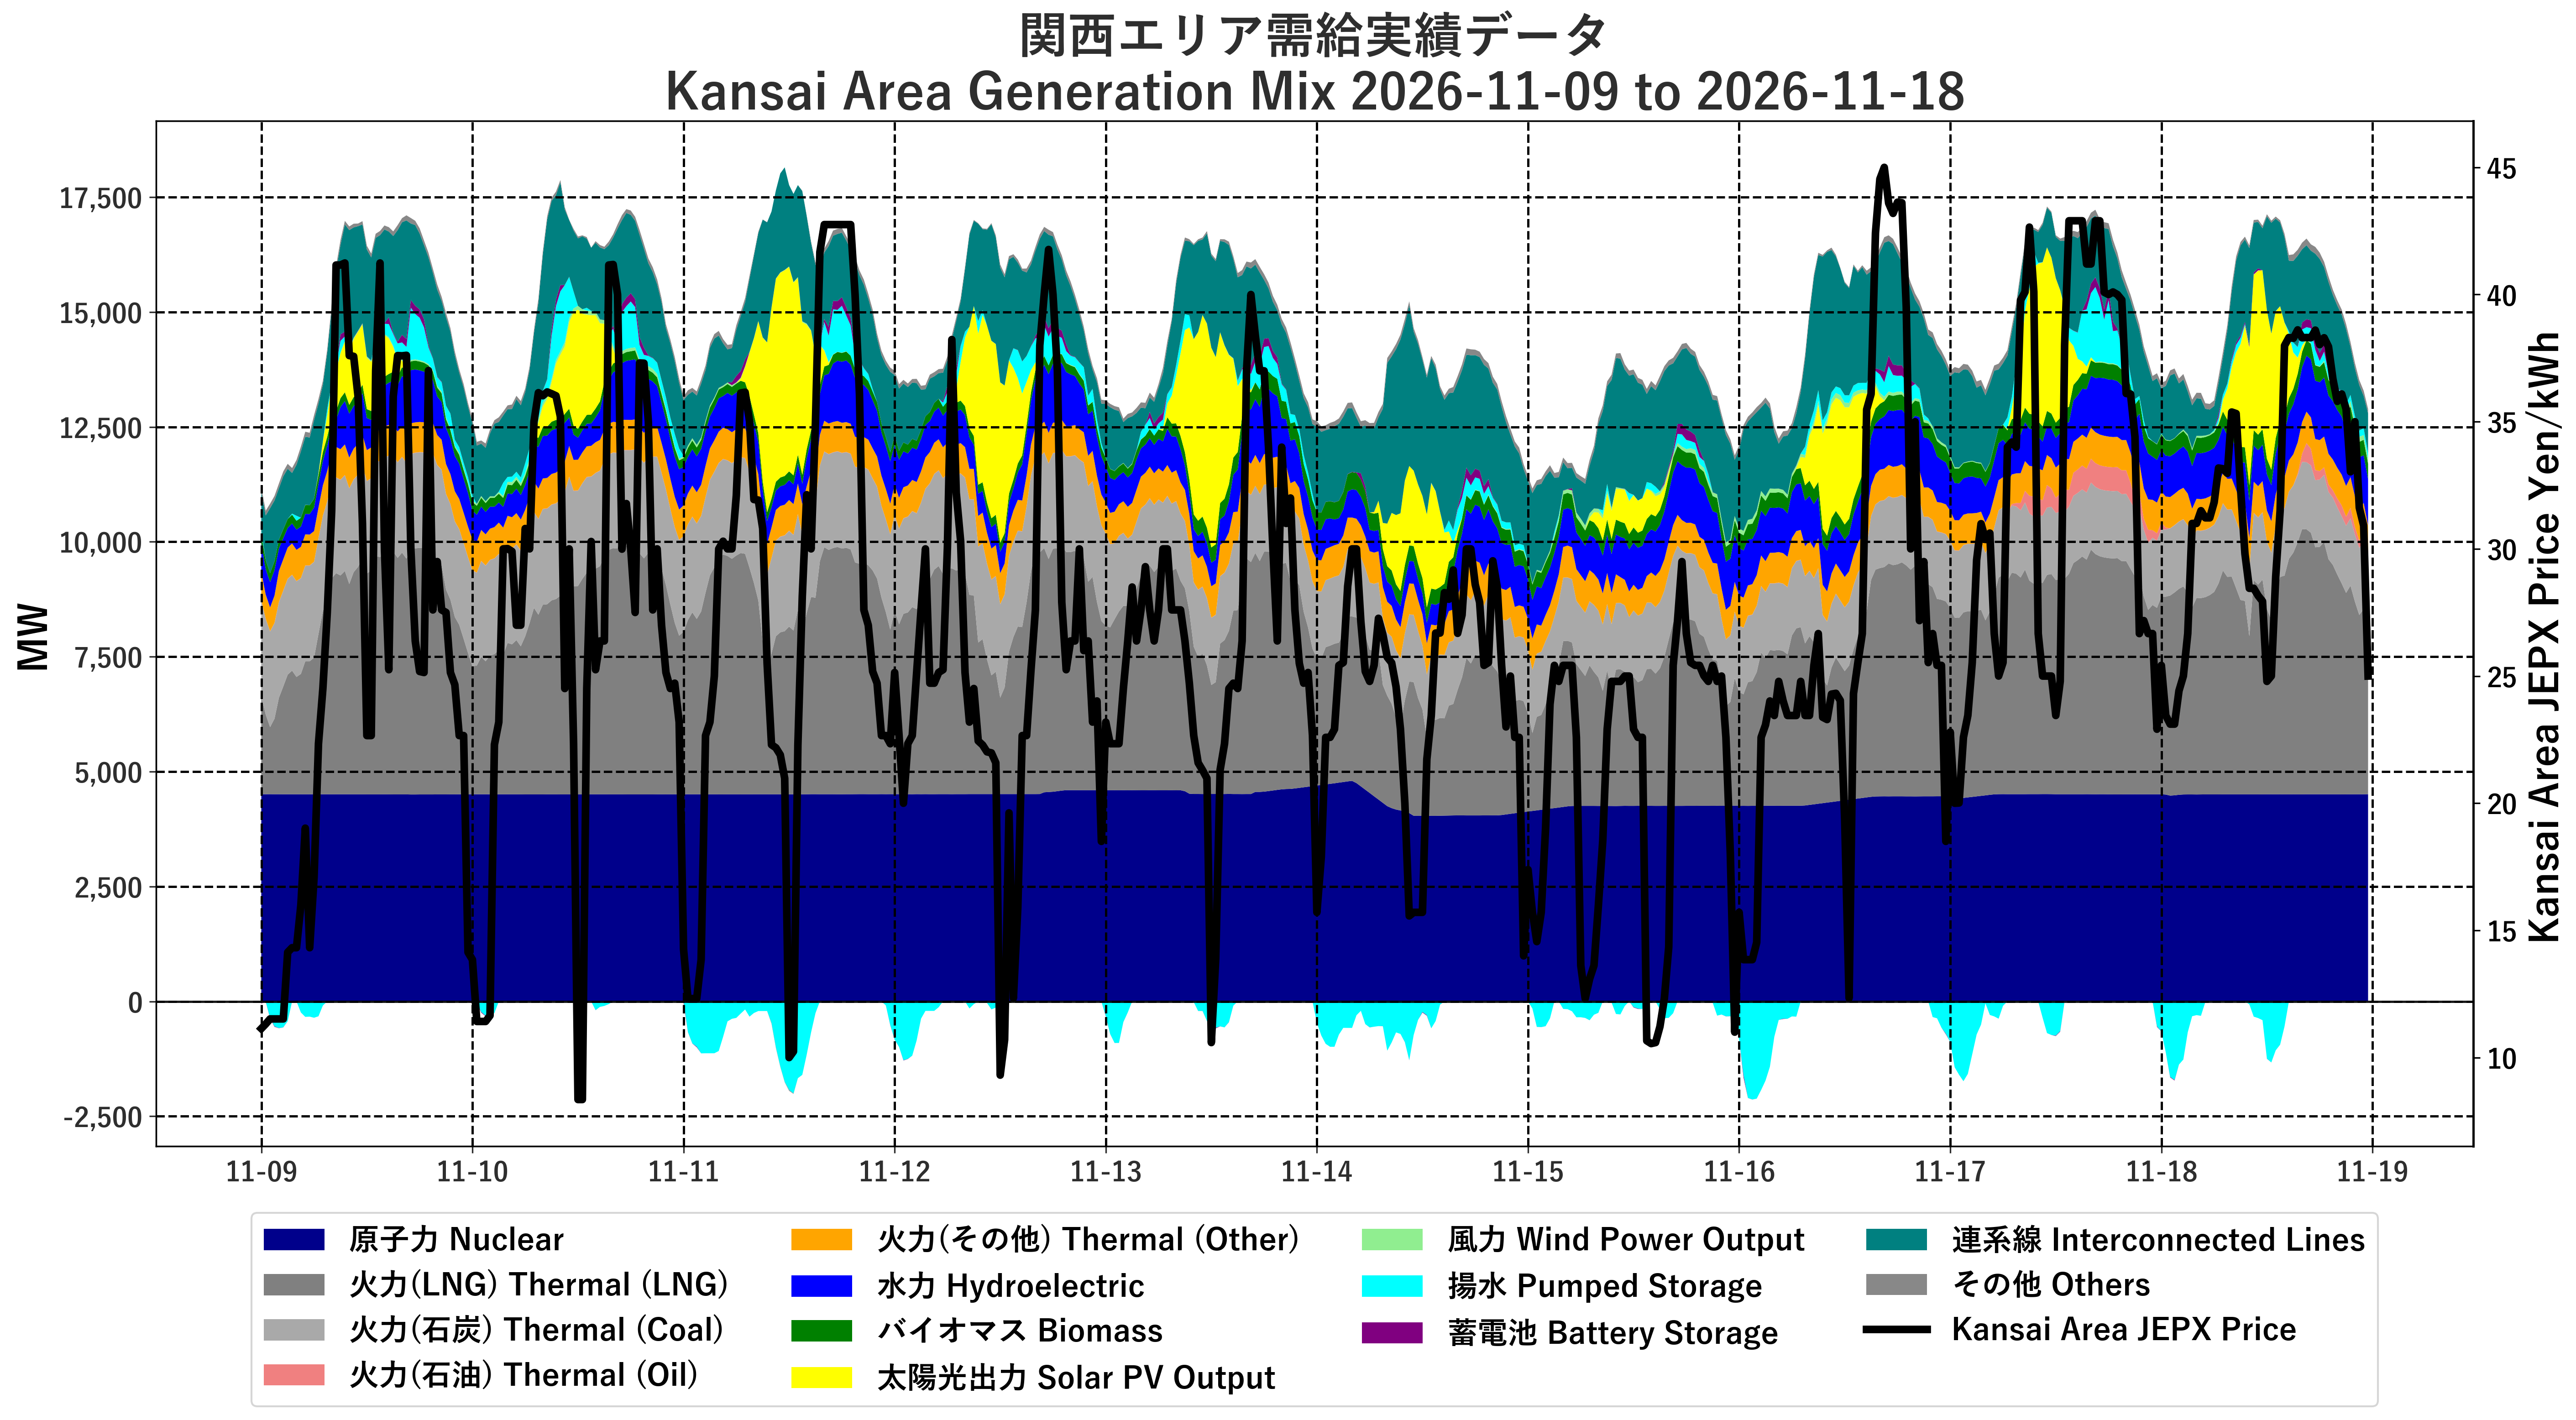 関西エリア需給実績データ
Kansai Area Generation Mix 2026-11-09 to 2026-11-18
MW
17,500
15,000
12,500
10,000
7,500
5,000
2,500
0
-2,500
45
40
35
30
25
20
15
10
Kansai Area JEPX Price Yen/kWh
11-09 11-10 11-11 11-12 11-13 11-14 11-15 11-16 11-17 11-18 11-19
原子力 Nuclear
火力(LNG) Thermal (LNG)
火力(石炭) Thermal (Coal)
火力(石油) Thermal (Oil)
火力(その他) Thermal (Other)
水力 Hydroelectric
バイオマス Biomass
太陽光出力 Solar PV Output
風力 Wind Power Output
揚水 Pumped Storage
蓄電池 Battery Storage
連系線 Interconnected Lines
その他 Others
Kansai Area JEPX Price